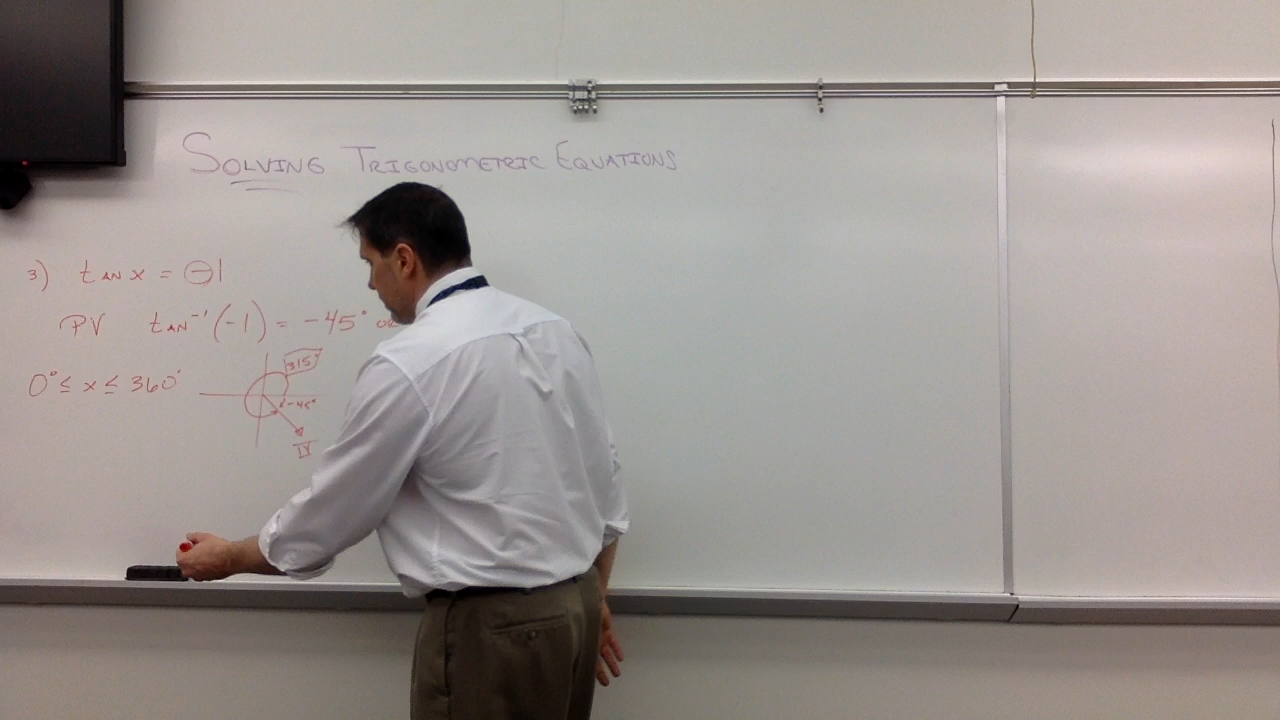 SOLVING TRIGONOMETRIC EQUATIONS
3) tan x = -1
PV tan⁻¹(-1) = -45°
0° ≤ x ≤ 360°
315°
-45°
IV